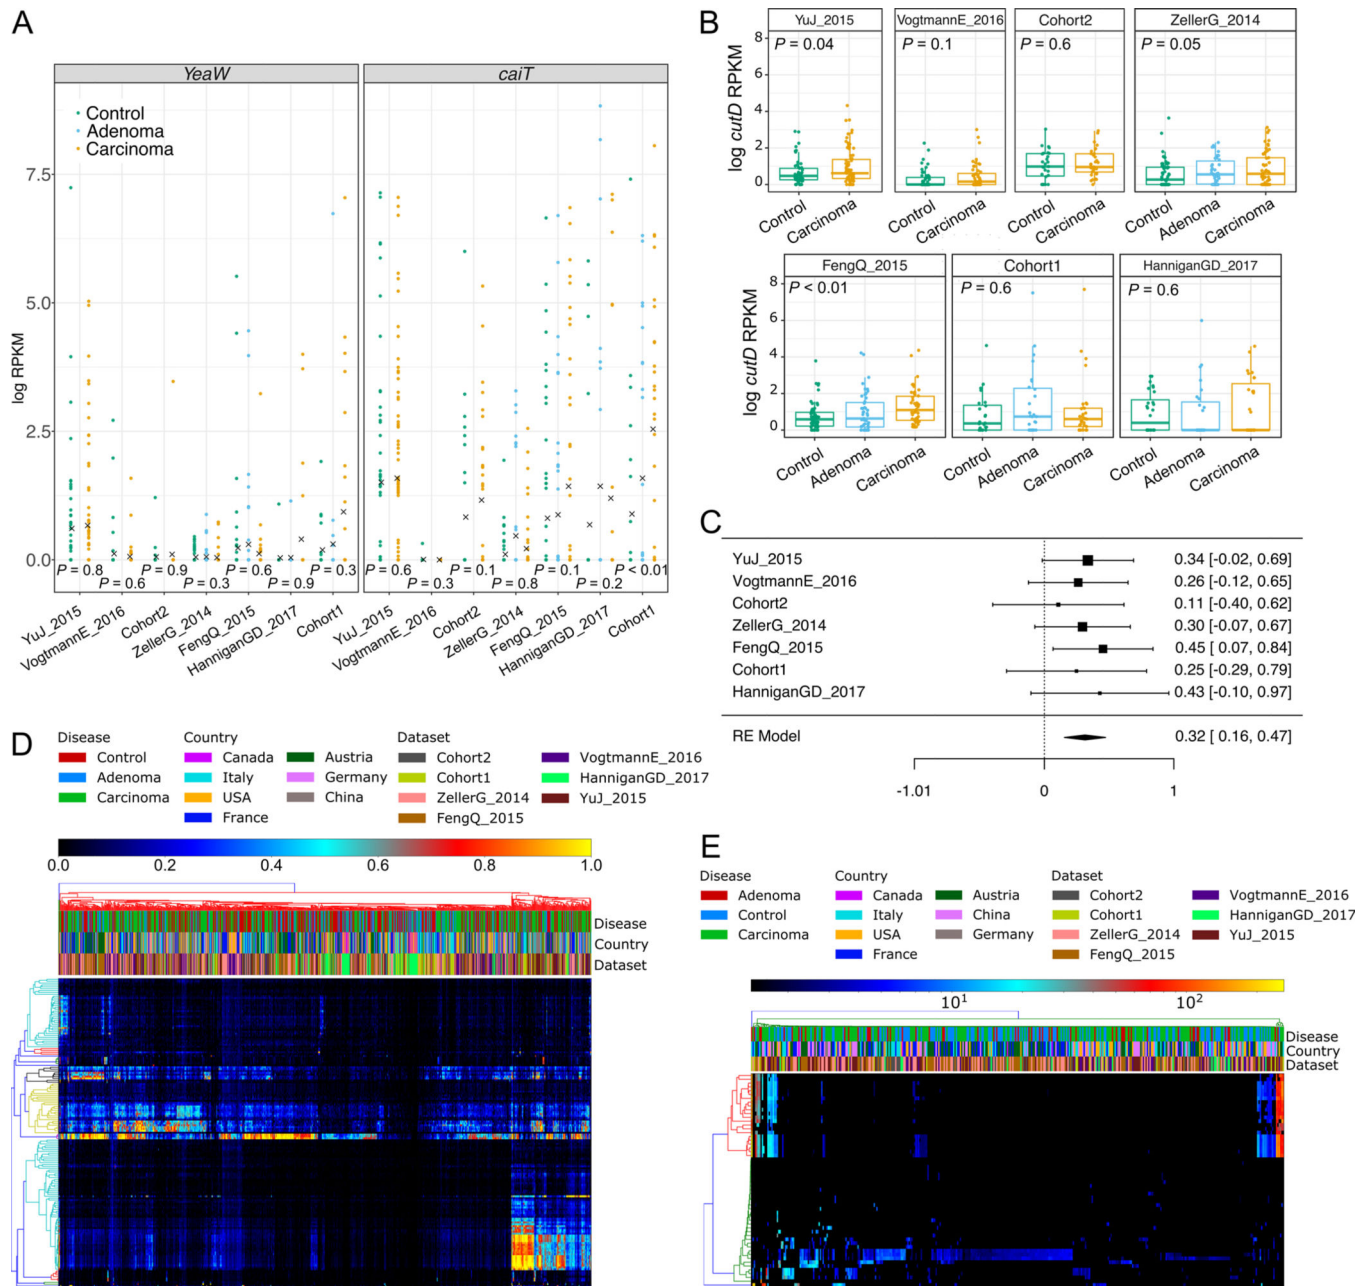 A
YeaW
caiT
Control
Adenoma
Carcinoma
7.5
5.0
2.5
0.0
log RPKM
P = 0.8
P = 0.6
P = 0.9
P = 0.3
P = 0.6
P = 0.9
P = 0.3
P = 0.6
P = 0.3
P = 0.1
P = 0.8
P = 0.1
P = 0.2
P < 0.01
YuJ_2015
VogtmannE_2016
Cohort2
ZellerG_2014
FengQ_2015
HanniganGD_2017
Cohort1
YuJ_2015
VogtmannE_2016
Cohort2
ZellerG_2014
FengQ_2015
HanniganGD_2017
Cohort1
B
YuJ_2015
VogtmannE_2016
Cohort2
ZellerG_2014
P = 0.04
P = 0.1
P = 0.6
P = 0.05
log cutD RPKM
8
6
4
2
0
Control
Carcinoma
Control
Carcinoma
Control
Carcinoma
Control
Adenoma
Carcinoma
FengQ_2015
Cohort1
HanniganGD_2017
P < 0.01
P = 0.6
P = 0.6
log cutD RPKM
8
6
4
2
0
Control
Adenoma
Carcinoma
Control
Adenoma
Carcinoma
Control
Adenoma
Carcinoma
C
YuJ_2015 0.34 [-0.02, 0.69]
VogtmannE_2016 0.26 [-0.12, 0.65]
Cohort2 0.11 [-0.40, 0.62]
ZellerG_2014 0.30 [-0.07, 0.67]
FengQ_2015 0.45 [ 0.07, 0.84]
Cohort1 0.25 [-0.29, 0.79]
HanniganGD_2017 0.43 [-0.10, 0.97]
RE Model 0.32 [ 0.16, 0.47]
-1.01 0 1
D
Disease Country Dataset
Control Canada Austria Cohort2 VogtmannE_2016
Adenoma Italy Germany Cohort1 HanniganGD_2017
Carcinoma USA China ZellerG_2014 YuJ_2015
France FengQ_2015
0.0 0.2 0.4 0.6 0.8 1.0
Disease
Country
Dataset
E
Disease Country Dataset
Adenoma Canada Austria Cohort2 VogtmannE_2016
Control Italy China Cohort1 HanniganGD_2017
Carcinoma USA Germany ZellerG_2014 YuJ_2015
France FengQ_2015
10¹ 10²
Disease
Country
Dataset